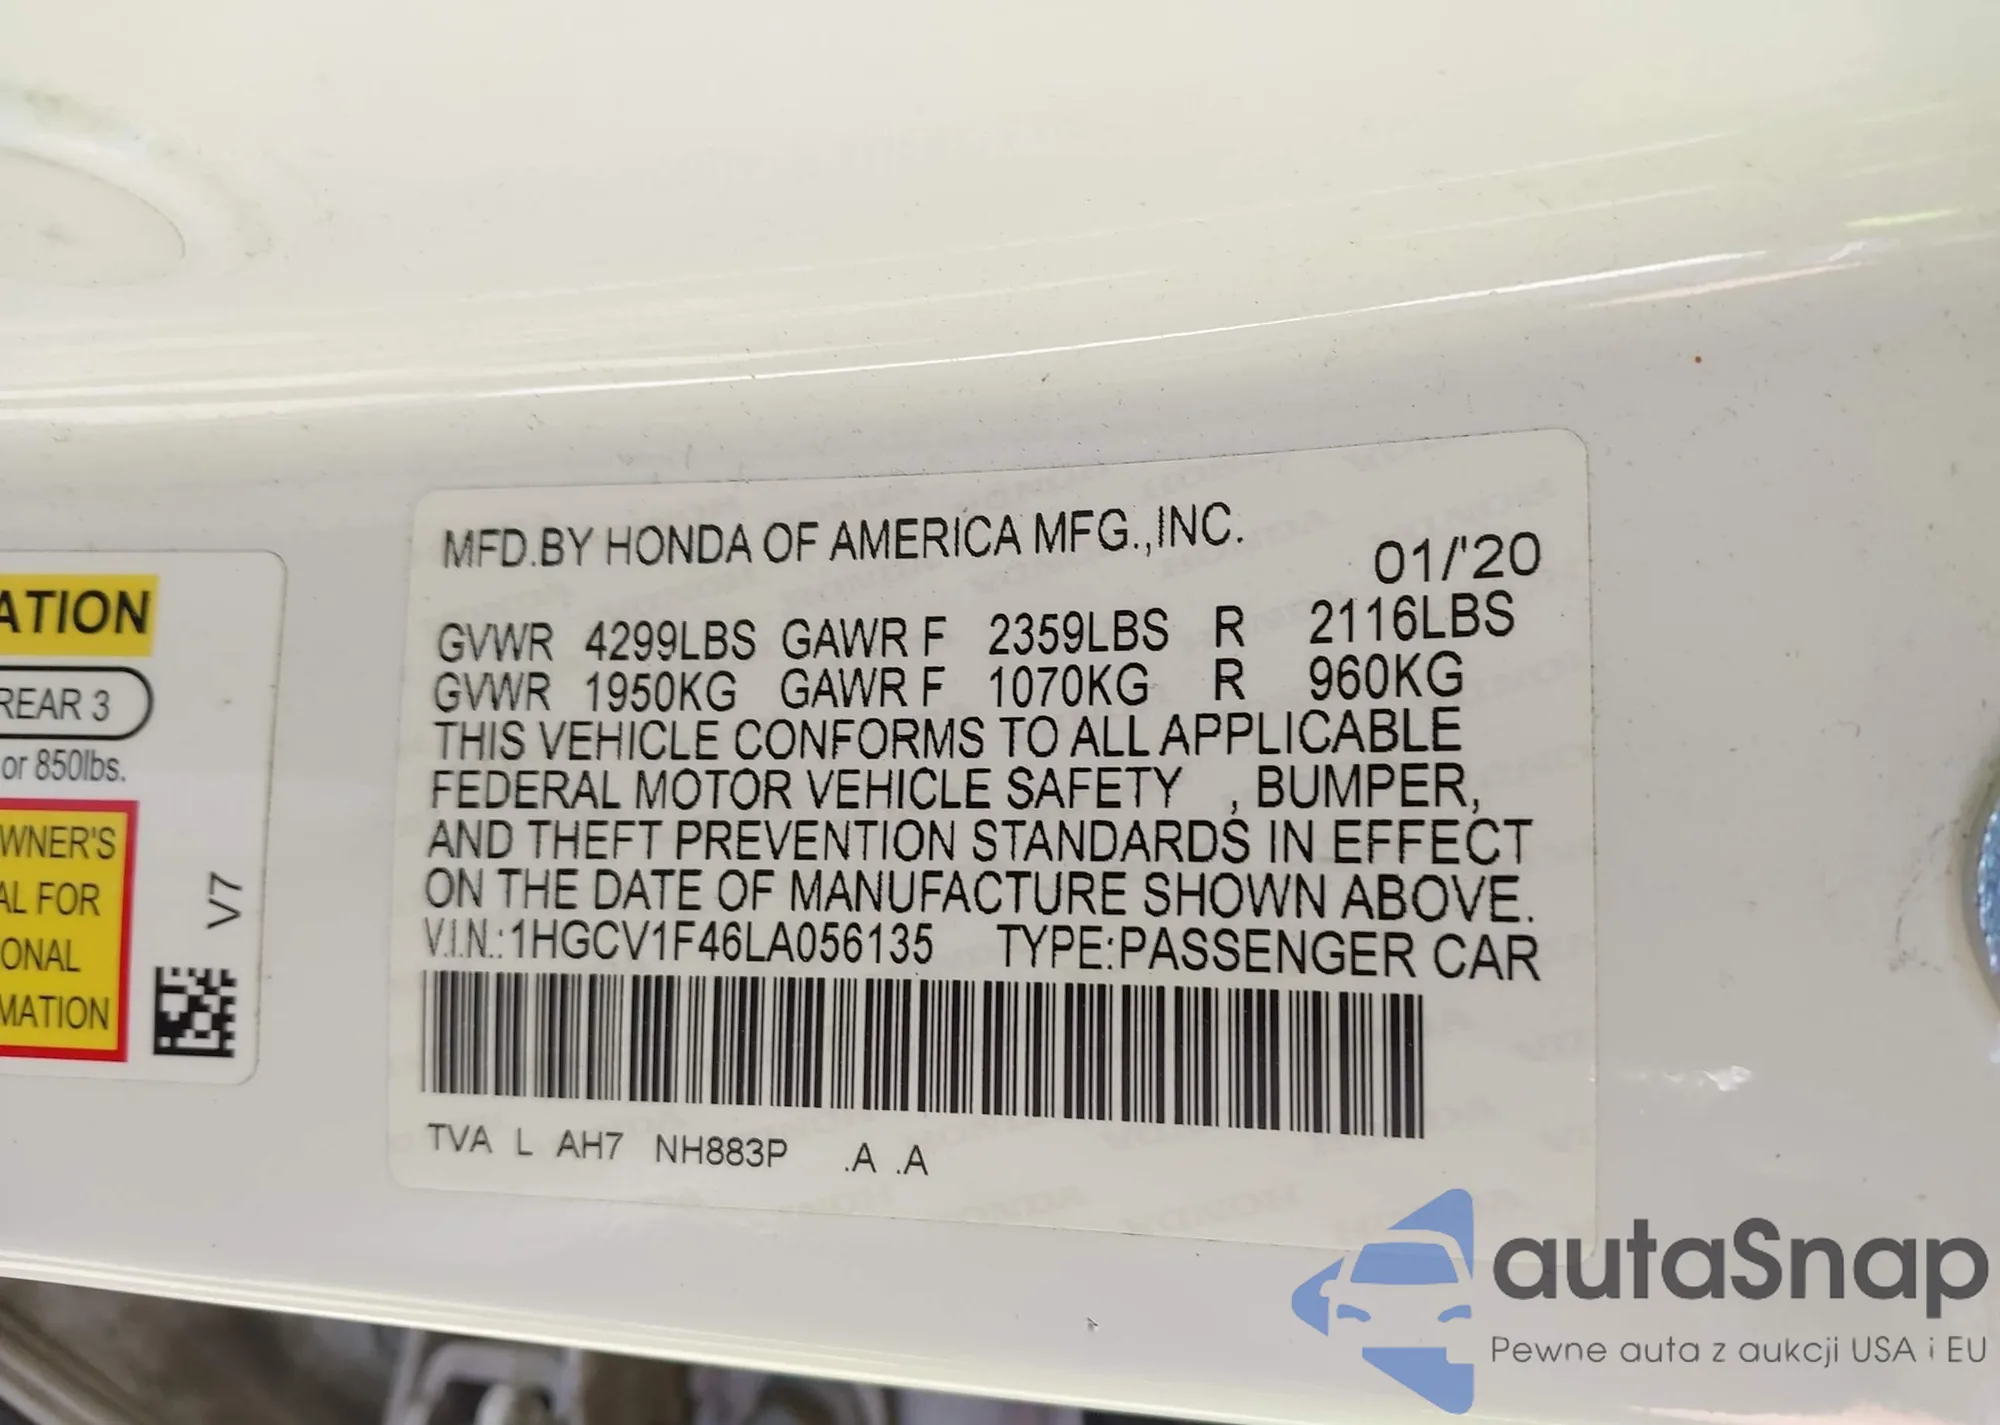 ATION
REAR 3
or 850lbs.
WNER'S
AL FOR
ONAL
MATION
V7
MFD.BY HONDA OF AMERICA MFG.,INC.
01/'20
GVWR 4299LBS GAWR F 2359LBS R 2116LBS
GVWR 1950KG GAWR F 1070KG R 960KG
THIS VEHICLE CONFORMS TO ALL APPLICABLE
FEDERAL MOTOR VEHICLE SAFETY , BUMPER,
AND THEFT PREVENTION STANDARDS IN EFFECT
ON THE DATE OF MANUFACTURE SHOWN ABOVE.
V.I.N.:1HGCV1F46LA056135 TYPE:PASSENGER CAR
TVA L AH7 NH883P .A .A
autaSnap
Pewne auta z aukcji USA i EU